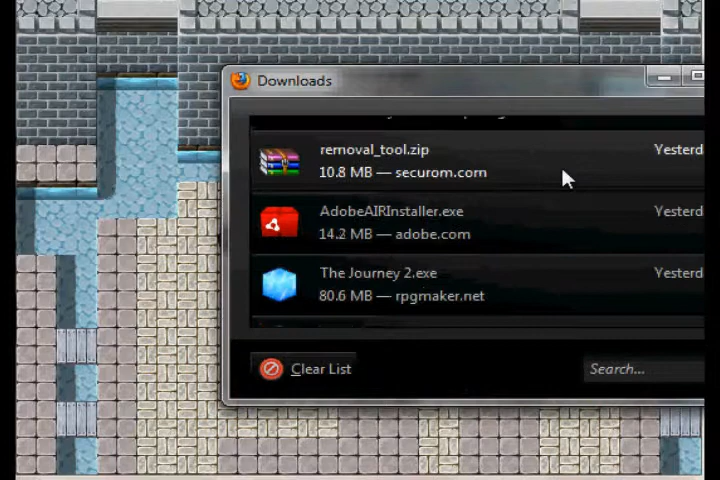 Downloads
removal_tool.zip
Yesterd
10.8 MB — securom.com
AdobeAIRInstaller.exe
Yesterd
14.2 MB — adobe.com
The Journey 2.exe
Yesterd
80.6 MB — rpgmaker.net
Clear List
Search...